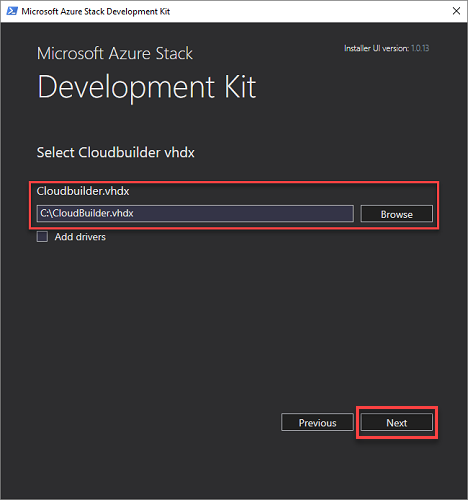 Microsoft Azure Stack Development Kit
Microsoft Azure Stack
Installer UI version: 1.0.13
Development Kit
Select Cloudbuilder vhdx
Cloudbuilder.vhdx
C:\CloudBuilder.vhdx
Browse
Add drivers
Previous
Next